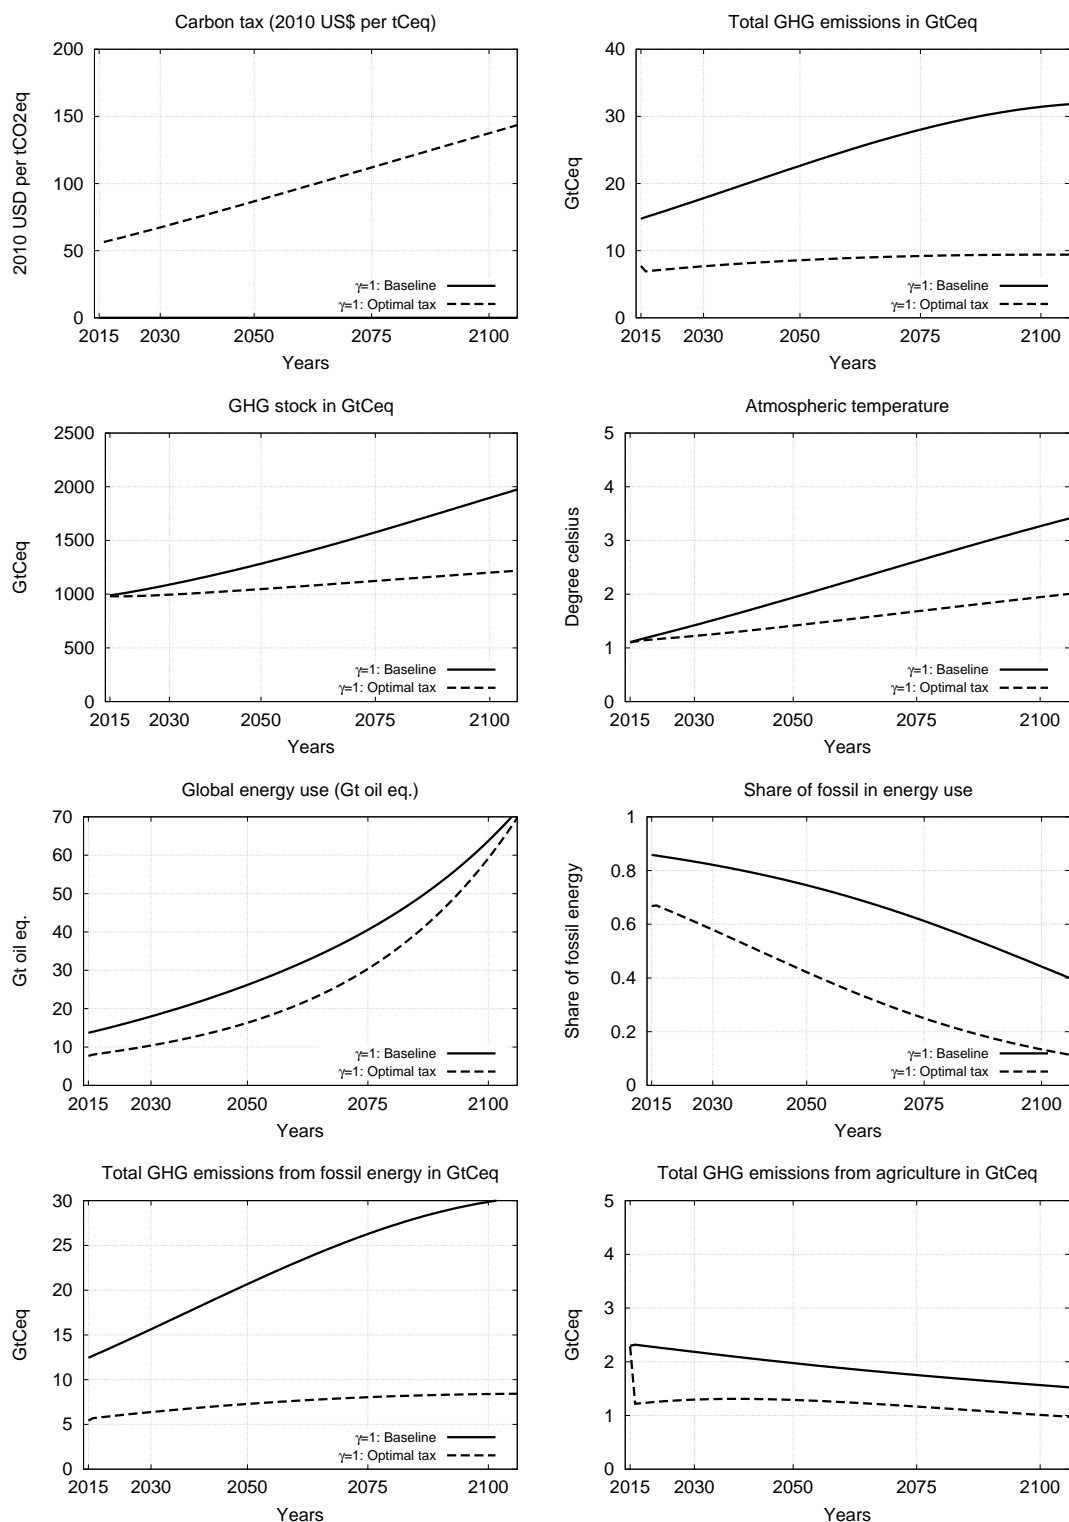 Carbon tax (2010 US$ per tCeq)
200
150
100
50
0
2010 USD per tCO2eq
γ=1: Baseline
γ=1: Optimal tax
2015 2030 2050 2075 2100
Years
Total GHG emissions in GtCeq
40
30
20
10
0
GtCeq
γ=1: Baseline
γ=1: Optimal tax
2015 2030 2050 2075 2100
Years
GHG stock in GtCeq
2500
2000
1500
1000
500
0
GtCeq
γ=1: Baseline
γ=1: Optimal tax
2015 2030 2050 2075 2100
Years
Atmospheric temperature
5
4
3
2
1
0
Degree celsius
γ=1: Baseline
γ=1: Optimal tax
2015 2030 2050 2075 2100
Years
Global energy use (Gt oil eq.)
70
60
50
40
30
20
10
0
Gt oil eq.
γ=1: Baseline
γ=1: Optimal tax
2015 2030 2050 2075 2100
Years
Share of fossil in energy use
1
0.8
0.6
0.4
0.2
0
Share of fossil energy
γ=1: Baseline
γ=1: Optimal tax
2015 2030 2050 2075 2100
Years
Total GHG emissions from fossil energy in GtCeq
30
25
20
15
10
5
0
GtCeq
γ=1: Baseline
γ=1: Optimal tax
2015 2030 2050 2075 2100
Years
Total GHG emissions from agriculture in GtCeq
5
4
3
2
1
0
GtCeq
γ=1: Baseline
γ=1: Optimal tax
2015 2030 2050 2075 2100
Years